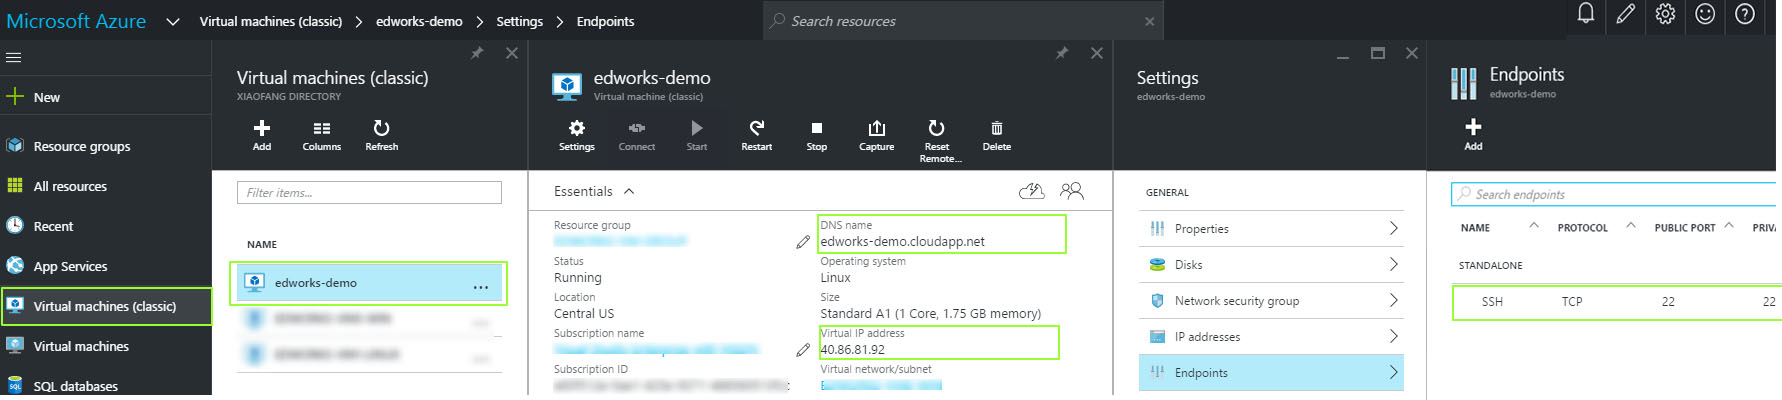 Microsoft Azure
Virtual machines (classic) > edworks-demo > Settings > Endpoints
Search resources
New
Resource groups
All resources
Recent
App Services
Virtual machines (classic)
Virtual machines
SQL databases
Virtual machines (classic)
XIAOFANG DIRECTORY
Add Columns Refresh
Filter items...
NAME
edworks-demo ...
edworks-demo
Virtual machine (classic)
Settings Connect Start Restart Stop Capture Reset Remote... Delete
Essentials
Resource group
Status
Running
Location
Central US
Subscription name
Subscription ID
DNS name
edworks-demo.cloudapp.net
Operating system
Linux
Size
Standard A1 (1 Core, 1.75 GB memory)
Virtual IP address
40.86.81.92
Virtual network/subnet
Settings
edworks-demo
GENERAL
Properties
Disks
Network security group
IP addresses
Endpoints
Endpoints
edworks-demo
Add
Search endpoints
NAME PROTOCOL PUBLIC PORT PRIVA
STANDALONE
SSH TCP 22 22